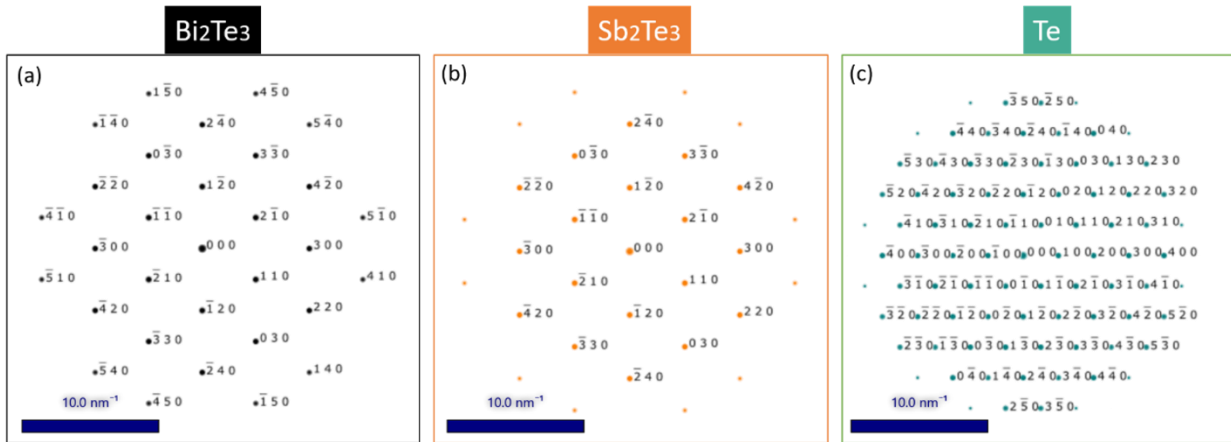 Bi2Te3
(a)
1 5̄ 0 4 5̄ 0
1̄ 4̄ 0 2 4̄ 0 5 4̄ 0
0 3̄ 0 3 3̄ 0
2̄ 2̄ 0 1 2̄ 0 4 2̄ 0
4̄ 1̄ 0 1̄ 1̄ 0 2 1̄ 0 5 1̄ 0
3̄ 0 0 0 0 0 3 0 0
5̄ 1 0 2̄ 1 0 1 1 0 4 1 0
4̄ 2 0 1̄ 2 0 2 2 0
3̄ 3 0 0 3 0
5̄ 4 0 2̄ 4 0 1 4 0
4̄ 5 0 1̄ 5 0
10.0 nm⁻¹
Sb2Te3
(b)
2 4̄ 0
0 3̄ 0 3 3̄ 0
2̄ 2̄ 0 1 2̄ 0 4 2̄ 0
1̄ 1̄ 0 2 1̄ 0
3̄ 0 0 0 0 0 3 0 0
2̄ 1 0 1 1 0
4̄ 2 0 1̄ 2 0 2 2 0
3̄ 3 0 0 3 0
2̄ 4 0
10.0 nm⁻¹
Te
(c)
3̄ 5 0 2̄ 5 0
4̄ 4 0 3̄ 4 0 2̄ 4 0 1̄ 4 0 0 4 0
5̄ 3 0 4̄ 3 0 3̄ 3 0 2̄ 3 0 1̄ 3 0 0 3 0 1 3 0 2 3 0
5̄ 2 0 4̄ 2 0 3̄ 2 0 2̄ 2 0 1̄ 2 0 0 2 0 1 2 0 2 2 0 3 2 0
4̄ 1 0 3̄ 1 0 2̄ 1 0 1̄ 1 0 0 1 0 1 1 0 2 1 0 3 1 0
4̄ 0 0 3̄ 0 0 2̄ 0 0 1̄ 0 0 0 0 0 1 0 0 2 0 0 3 0 0 4 0 0
3̄ 1̄ 0 2̄ 1̄ 0 1̄ 1̄ 0 0 1̄ 0 1 1̄ 0 2 1̄ 0 3 1̄ 0 4 1̄ 0
3̄ 2̄ 0 2̄ 2̄ 0 1̄ 2̄ 0 0 2̄ 0 1 2̄ 0 2 2̄ 0 3 2̄ 0 4 2̄ 0 5 2̄ 0
2̄ 3̄ 0 1̄ 3̄ 0 0 3̄ 0 1 3̄ 0 2 3̄ 0 3 3̄ 0 4 3̄ 0 5 3̄ 0
0 4̄ 0 1 4̄ 0 2 4̄ 0 3 4̄ 0 4 4̄ 0
2 5̄ 0 3 5̄ 0
10.0 nm⁻¹